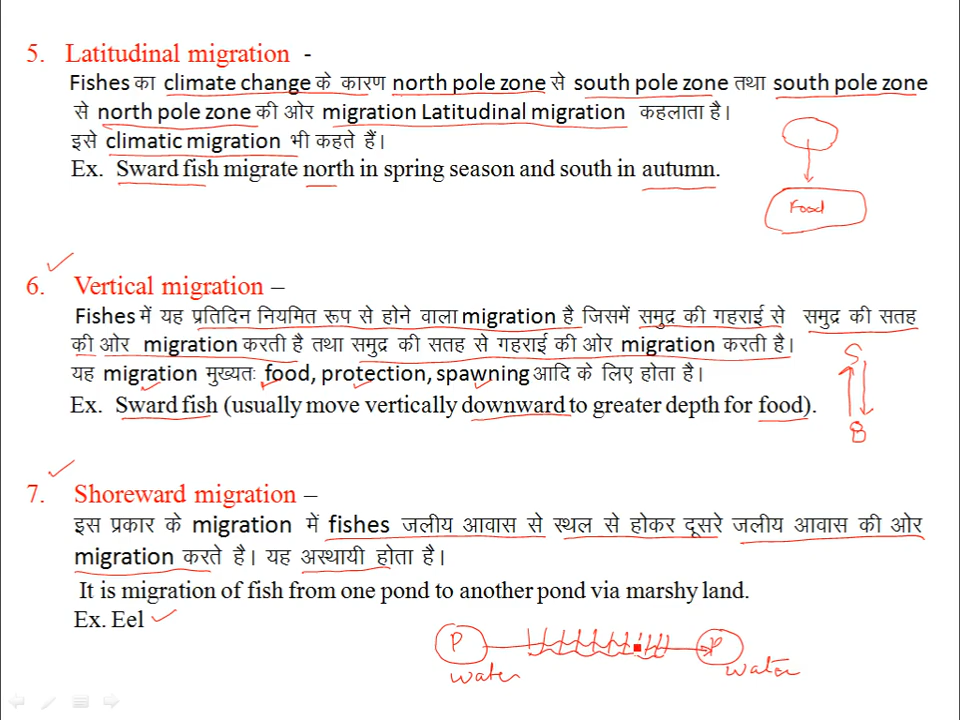 5. Latitudinal migration -
Fishes का climate change के कारण north pole zone से south pole zone तथा south pole zone
से north pole zone की ओर migration Latitudinal migration कहलाता है।
इसे climatic migration भी कहते हैं।
Ex. Sward fish migrate north in spring season and south in autumn.
Food
6. Vertical migration –
Fishes में यह प्रतिदिन नियमित रूप से होने वाला migration है जिसमें समुद्र की गहराई से समुद्र की सतह
की ओर migration करती है तथा समुद्र की सतह से गहराई की ओर migration करती है।
यह migration मुख्यतः food, protection, spawning आदि के लिए होता है।
Ex. Sward fish (usually move vertically downward to greater depth for food).
S
B
7. Shoreward migration –
इस प्रकार के migration में fishes जलीय आवास से स्थल से होकर दूसरे जलीय आवास की ओर
migration करते है। यह अस्थायी होता है।
It is migration of fish from one pond to another pond via marshy land.
Ex. Eel
P P
water water